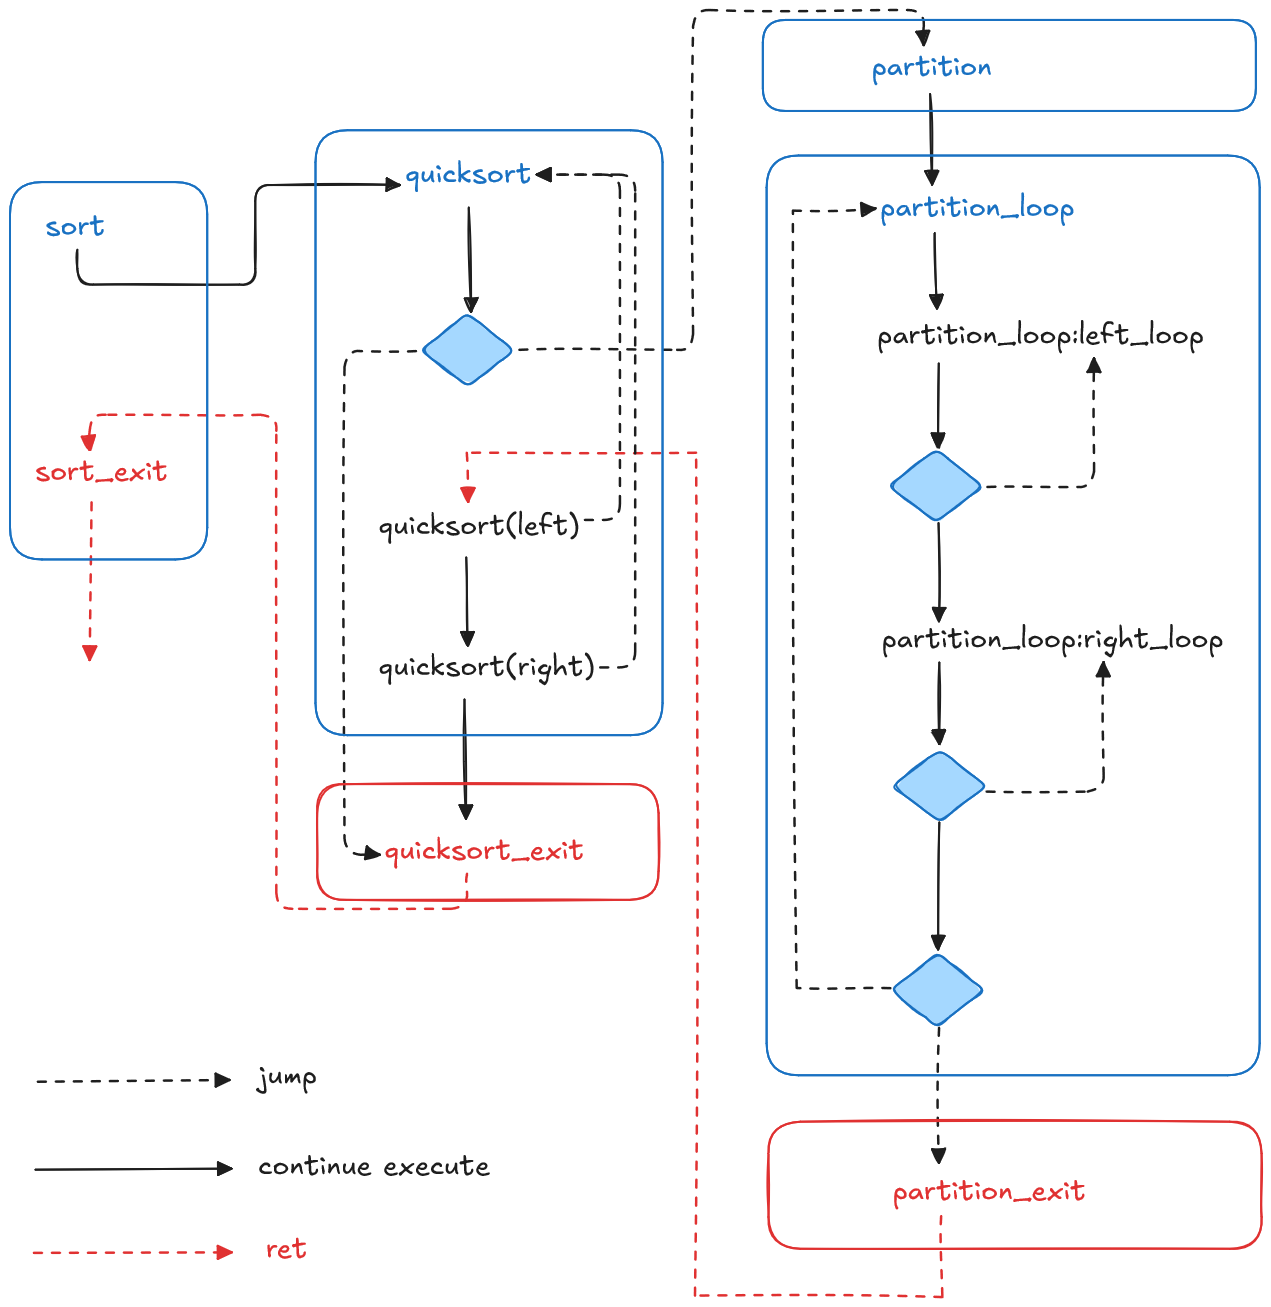 sort
sort_exit
quicksort
quicksort(left)
quicksort(right)
quicksort_exit
partition
partition_loop
partition_loop:left_loop
partition_loop:right_loop
partition_exit
jump
continue execute
ret